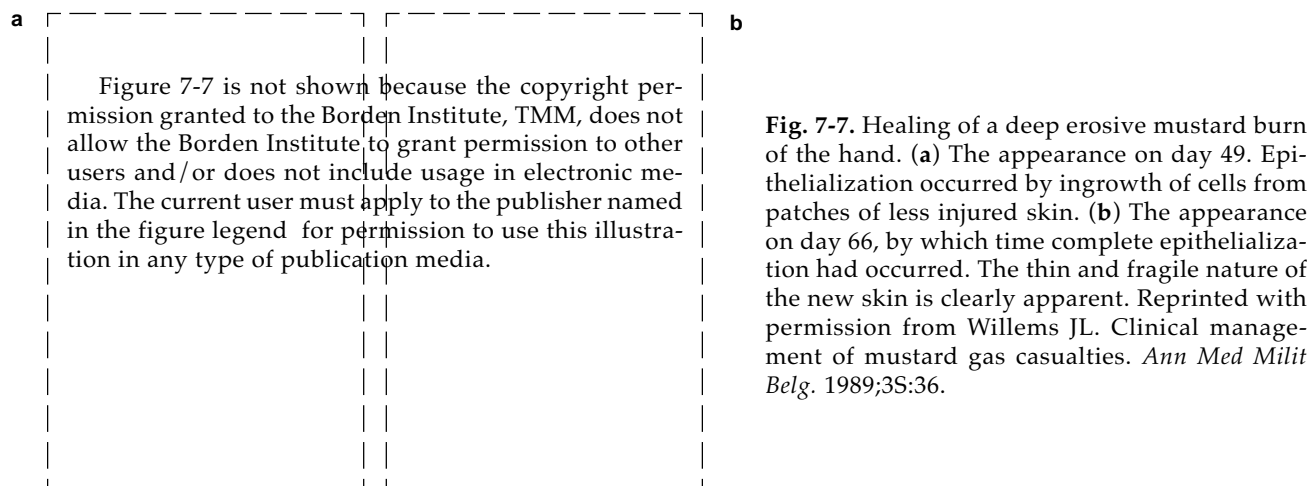 a
b
Figure 7-7 is not shown because the copyright per-
mission granted to the Borden Institute, TMM, does not
allow the Borden Institute to grant permission to other
users and/or does not include usage in electronic me-
dia. The current user must apply to the publisher named
in the figure legend for permission to use this illustra-
tion in any type of publication media.
Fig. 7-7. Healing of a deep erosive mustard burn
of the hand. (a) The appearance on day 49. Epi-
thelialization occurred by ingrowth of cells from
patches of less injured skin. (b) The appearance
on day 66, by which time complete epithelializa-
tion had occurred. The thin and fragile nature of
the new skin is clearly apparent. Reprinted with
permission from Willems JL. Clinical manage-
ment of mustard gas casualties. Ann Med Milit
Belg. 1989;3S:36.